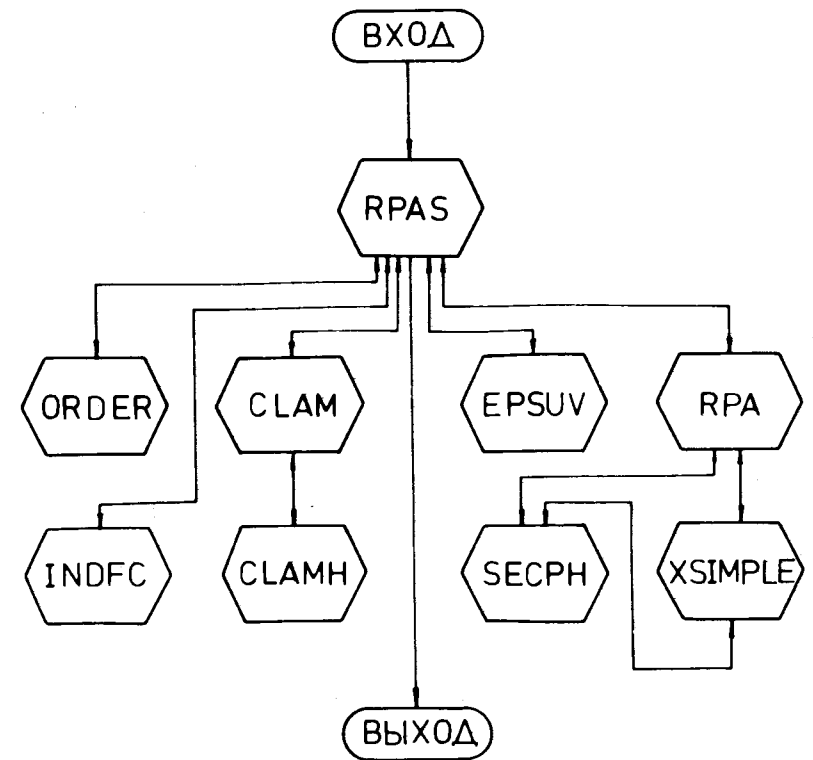 ВХОД
RPAS
ORDER
CLAM
EPSUV
RPA
INDFC
CLAMH
SECPH
XSIMPLE
ВЫХОД